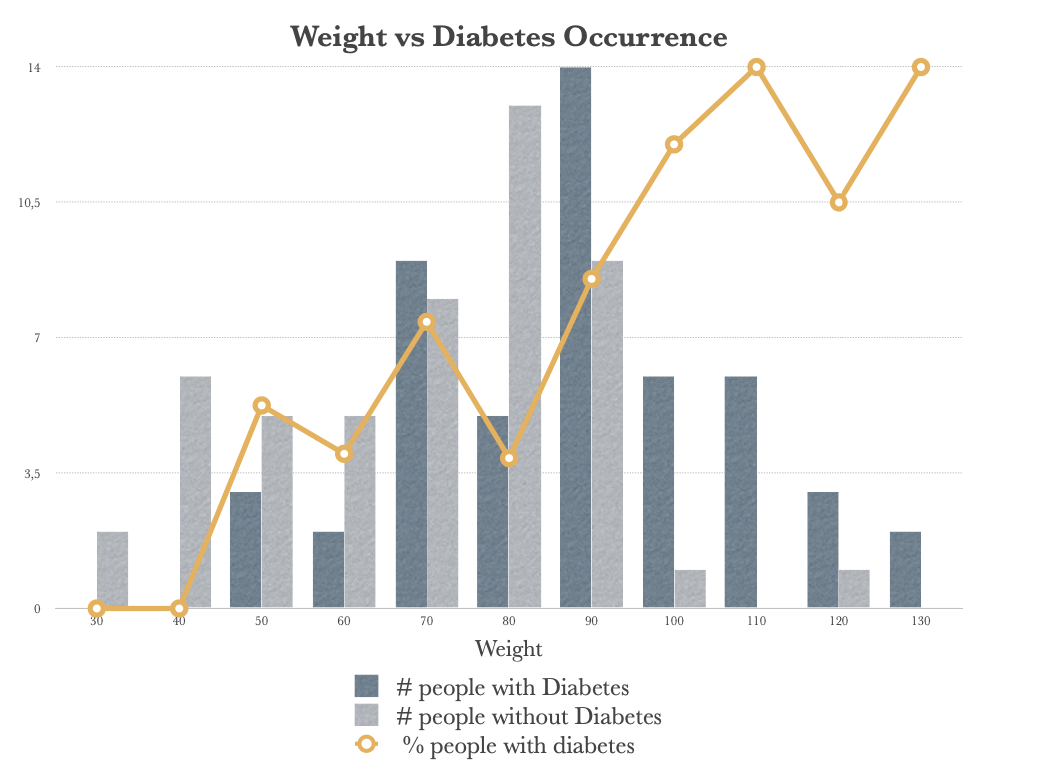 Weight vs Diabetes Occurrence
14
10,5
7
3,5
0
30 40 50 60 70 80 90 100 110 120 130
Weight
# people with Diabetes
# people without Diabetes
% people with diabetes